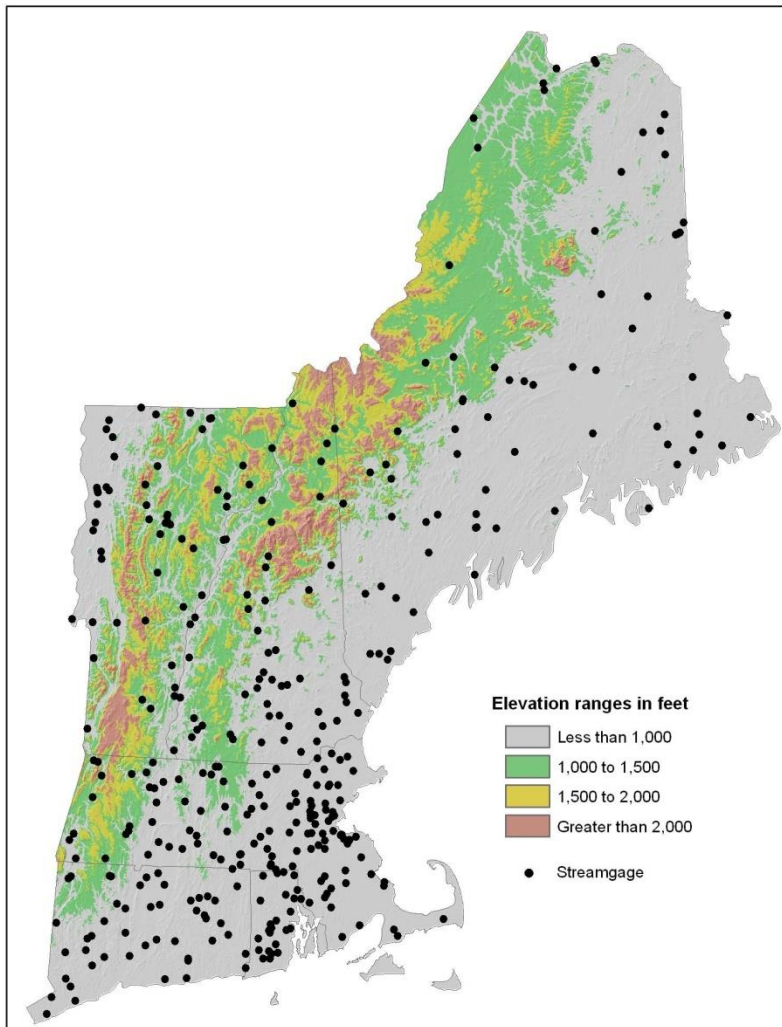 Elevation ranges in feet
Less than 1,000
1,000 to 1,500
1,500 to 2,000
Greater than 2,000
Streamgage